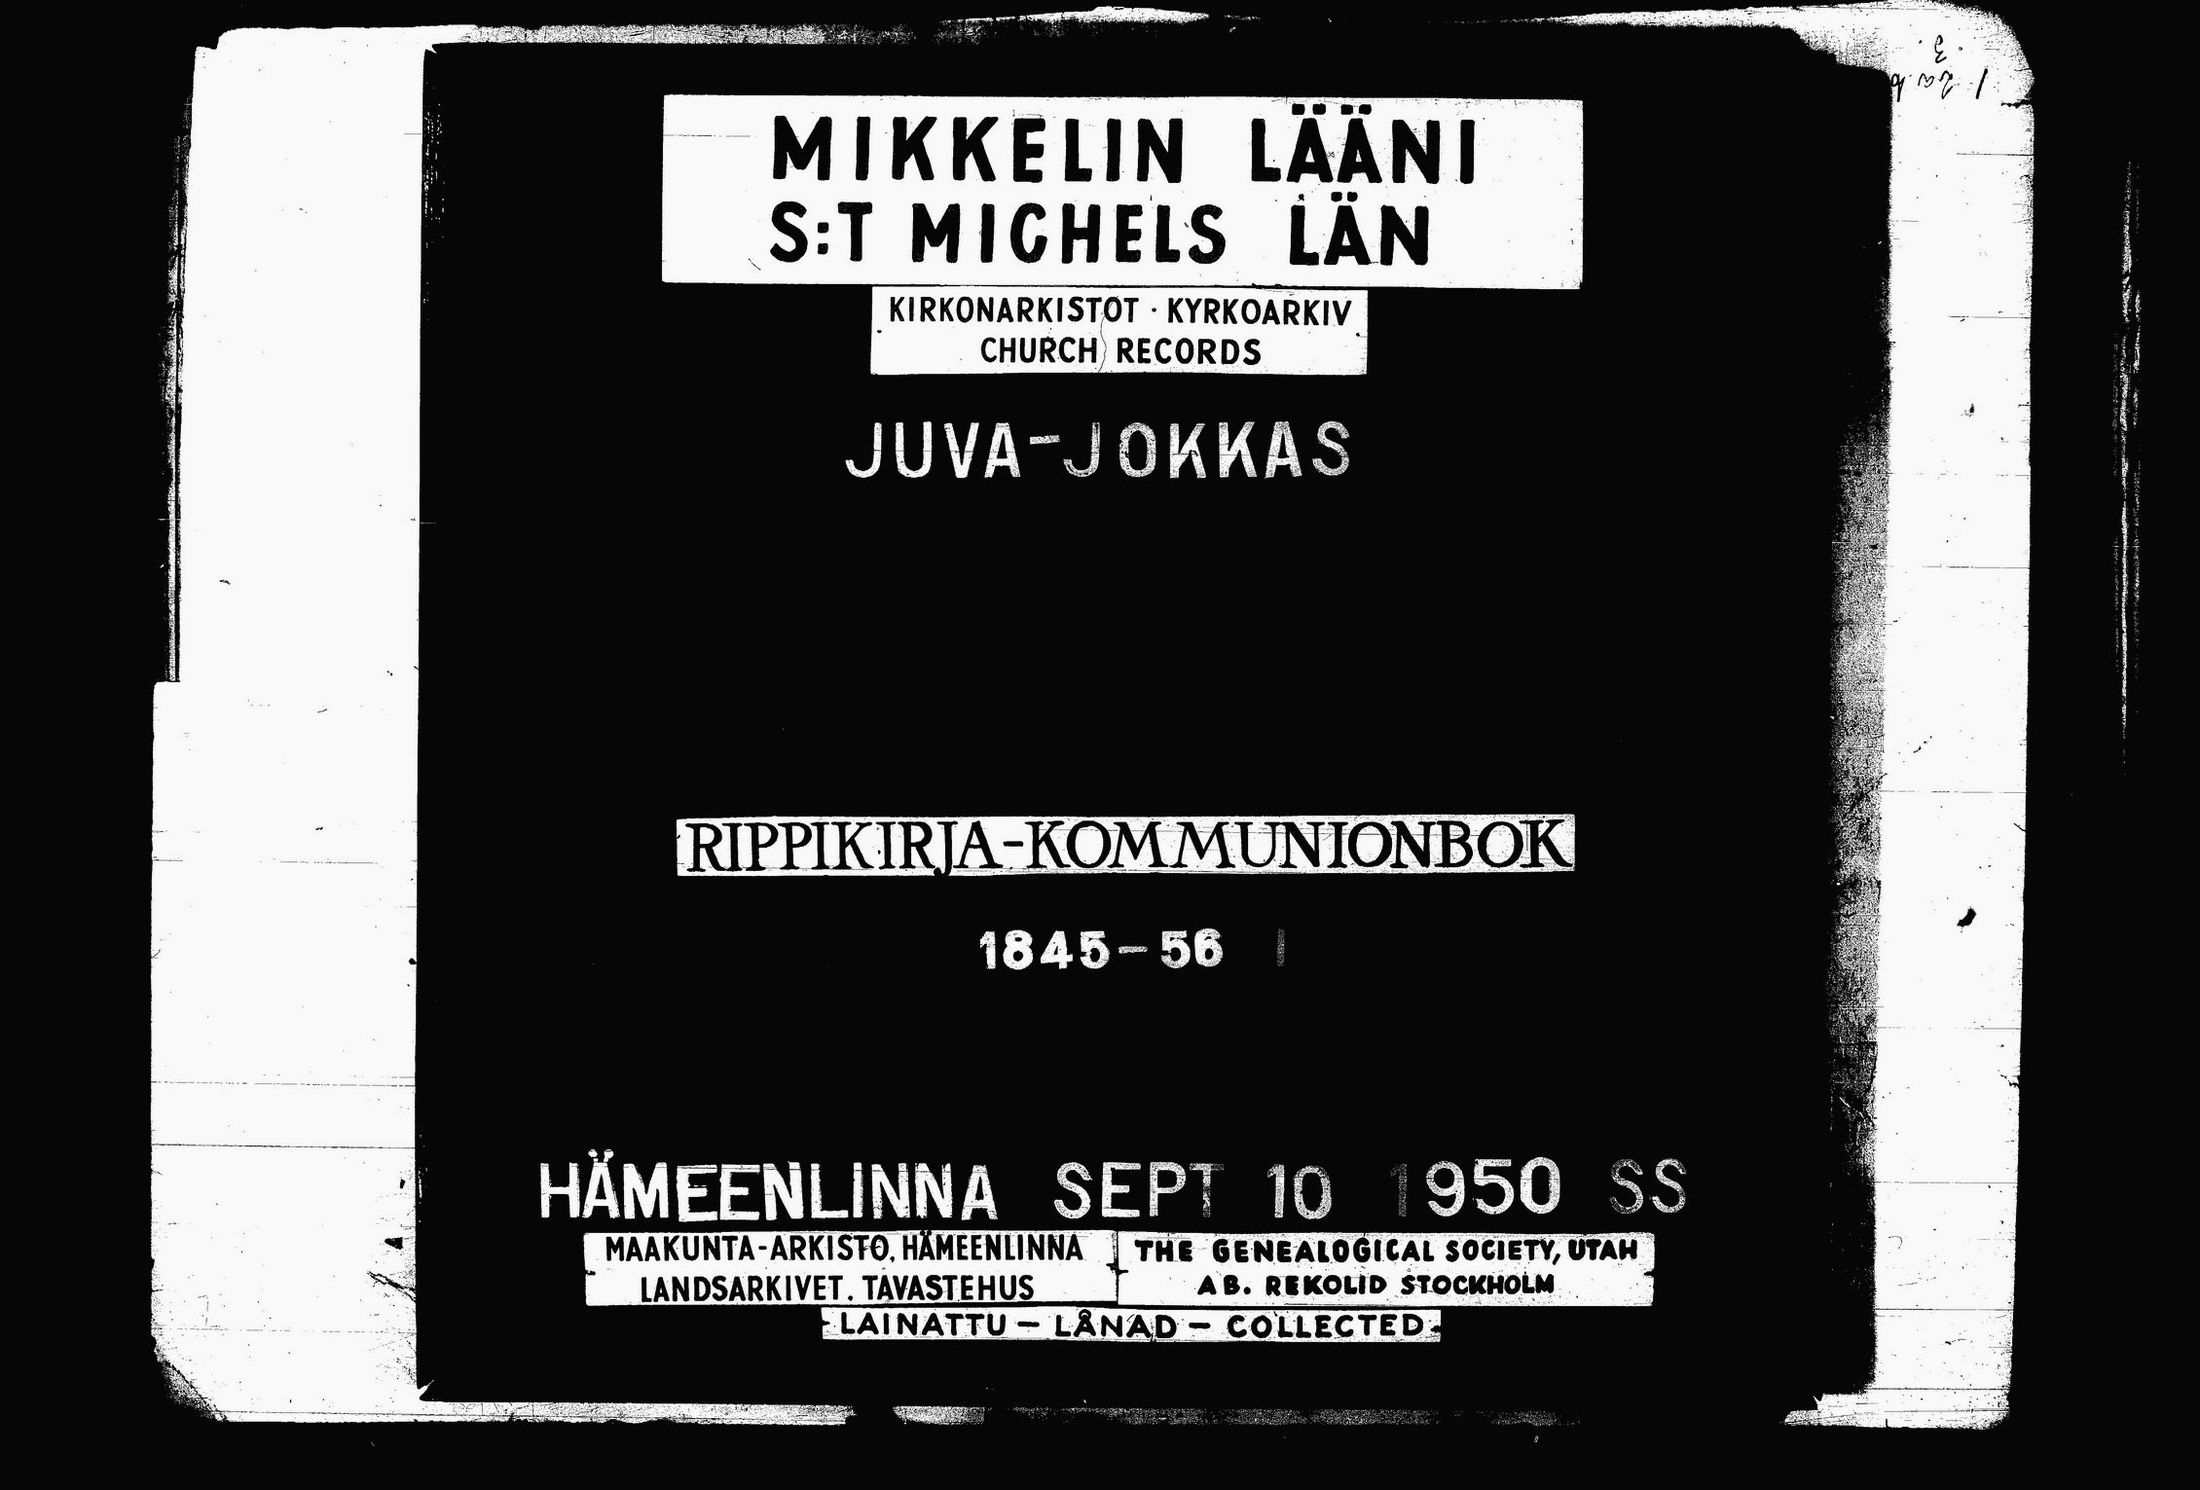 MIKKELIN LÄÄNI
S:T MICHELS LÄN
KIRKONARKISTOT · KYRKOARKIV
CHURCH RECORDS
JUVA-JOKKAS
RIPPIKIRJA-KOMMUNIONBOK
1845-56 I
HÄMEENLINNA SEPT 10 1950 SS
MAAKUNTA-ARKISTO, HÄMEENLINNA
LANDSARKIVET. TAVASTEHUS
THE GENEALOGICAL SOCIETY, UTAH
AB. REKOLID STOCKHOLM
LAINATTU - LÅNAD - COLLECTED